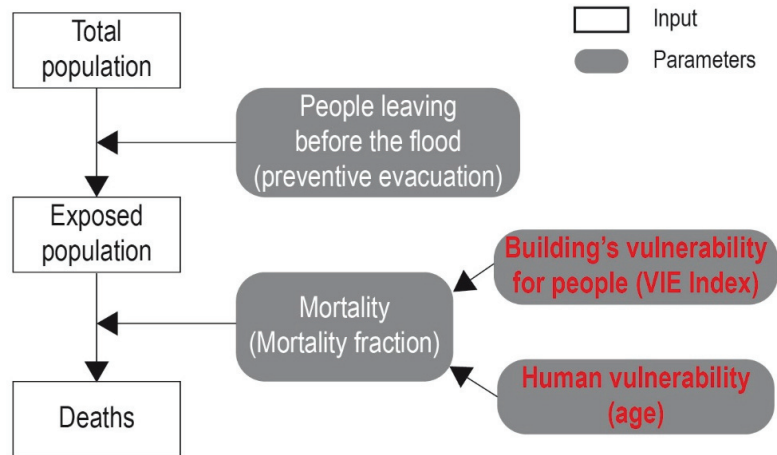 Total
population
Input
Parameters
People leaving
before the flood
(preventive evacuation)
Exposed
population
Building's vulnerability
for people (VIE Index)
Mortality
(Mortality fraction)
Human vulnerability
(age)
Deaths